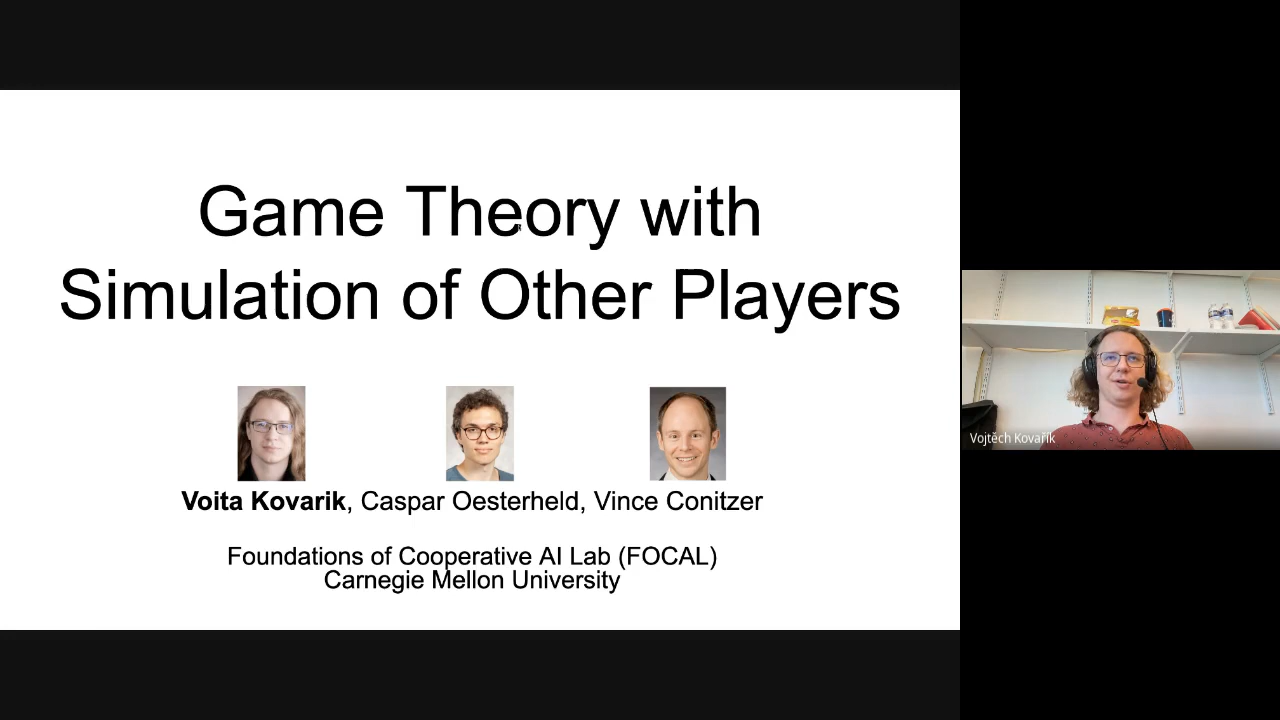 Game Theory with
Simulation of Other Players
Voita Kovarik, Caspar Oesterheld, Vince Conitzer
Foundations of Cooperative AI Lab (FOCAL)
Carnegie Mellon University
Vojtěch Kovařík